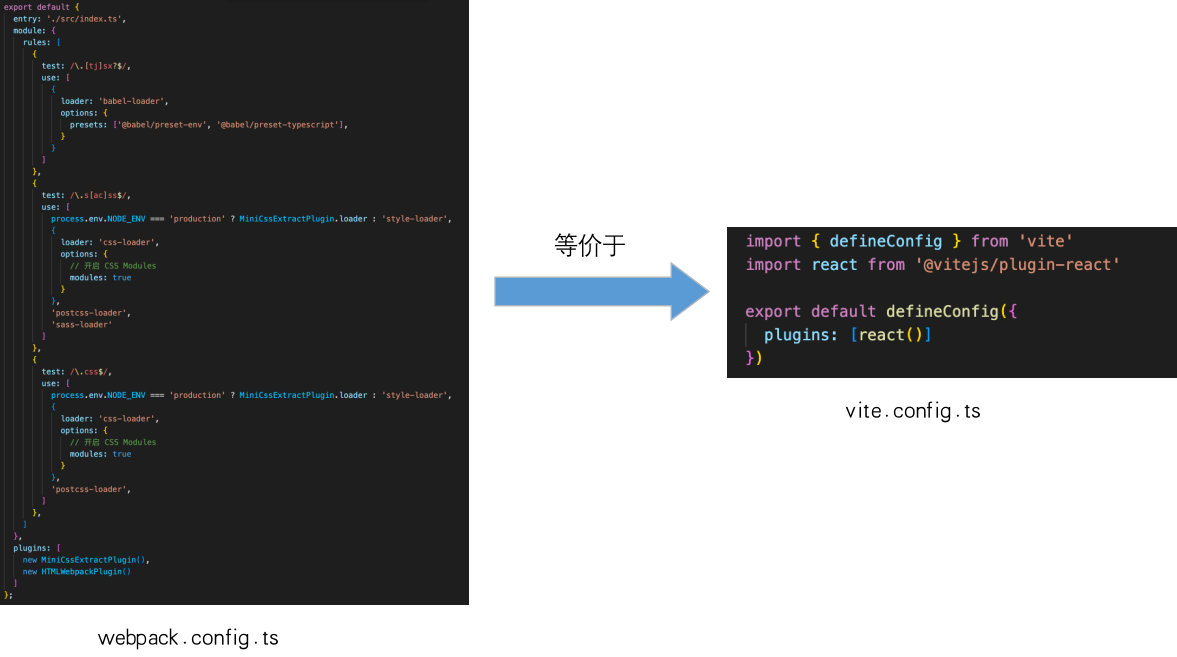 export default {
entry: './src/index.ts',
module: {
rules: [
{
test: /\.[tj]sx?$/,
use: [
{
loader: 'babel-loader',
options: {
presets: ['@babel/preset-env', '@babel/preset-typescript'],
}
}
]
},
{
test: /\.s[ac]ss$/,
use: [
process.env.NODE_ENV === 'production' ? MiniCssExtractPlugin.loader : 'style-loader',
{
loader: 'css-loader',
options: {
// 开启 CSS Modules
modules: true
}
},
'postcss-loader',
'sass-loader'
]
},
{
test: /\.css$/,
use: [
process.env.NODE_ENV === 'production' ? MiniCssExtractPlugin.loader : 'style-loader',
{
loader: 'css-loader',
options: {
// 开启 CSS Modules
modules: true
}
},
'postcss-loader',
]
},
]
},
plugins: [
new MiniCssExtractPlugin(),
new HTMLWebpackPlugin()
]
};
webpack.config.ts
等价于
import { defineConfig } from 'vite'
import react from '@vitejs/plugin-react'
export default defineConfig({
plugins: [react()]
})
vite.config.ts